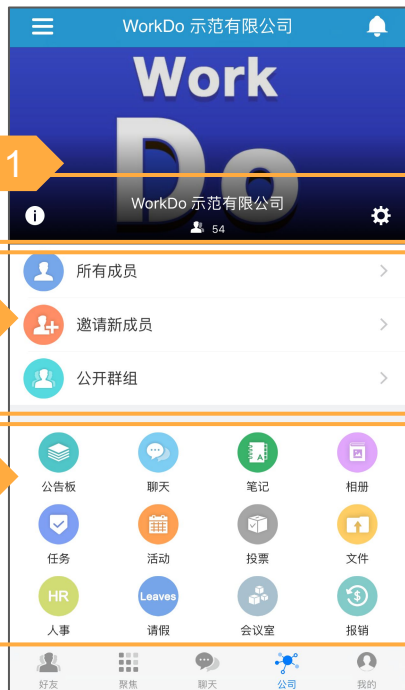 WorkDo 示范有限公司
Work
Do
1
WorkDo 示范有限公司
54
所有成员
邀请新成员
公开群组
公告板 聊天 笔记 相册
任务 活动 投票 文件
HR Leaves
人事 请假 会议室 报销
好友 聚焦 聊天 公司 我的